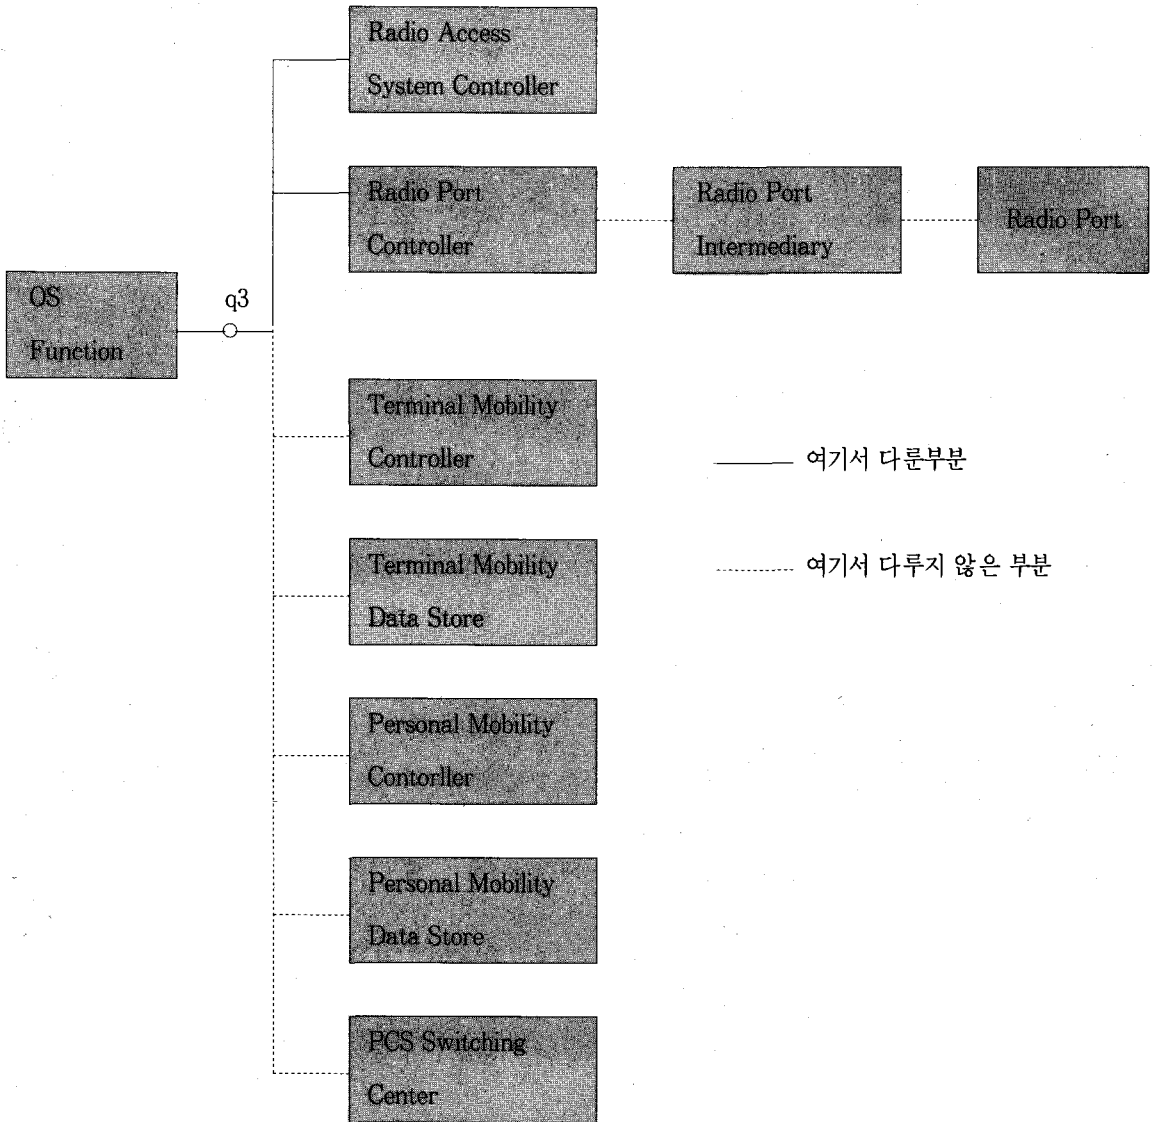 Radio Access
System Controller
Radio Port
Controller
Radio Port
Intermediary
Radio Port
OS
Function
q3
Terminal Mobility
Controller
여기서 다룬부분
Terminal Mobility
Data Store
여기서 다루지 않은 부분
Personal Mobility
Contorller
Personal Mobility
Data Store
PCS Switching
Center